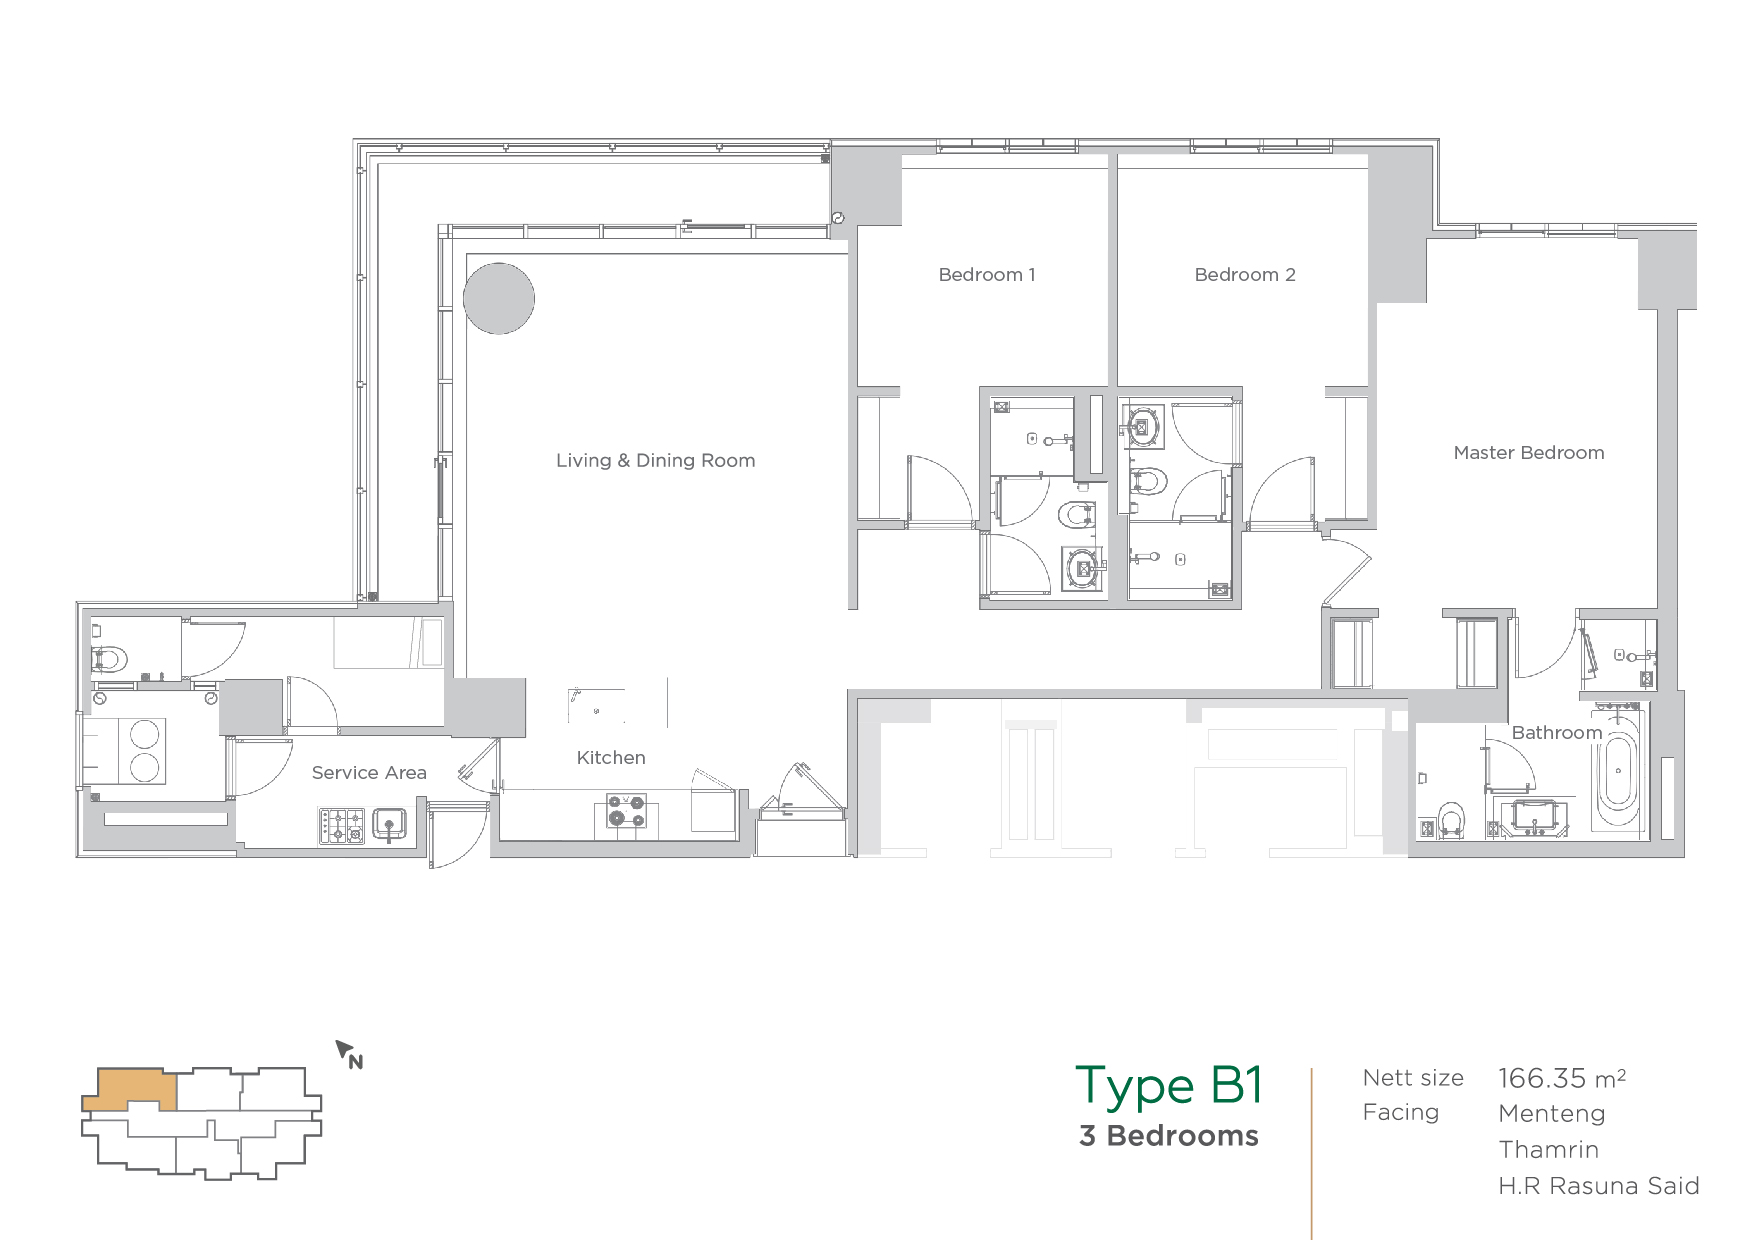 Bedroom 1
Bedroom 2
Living & Dining Room
Master Bedroom
Bathroom
Kitchen
Service Area
N
Type B1
3 Bedrooms
Nett size 166.35 m²
Facing Menteng
Thamrin
H.R Rasuna Said